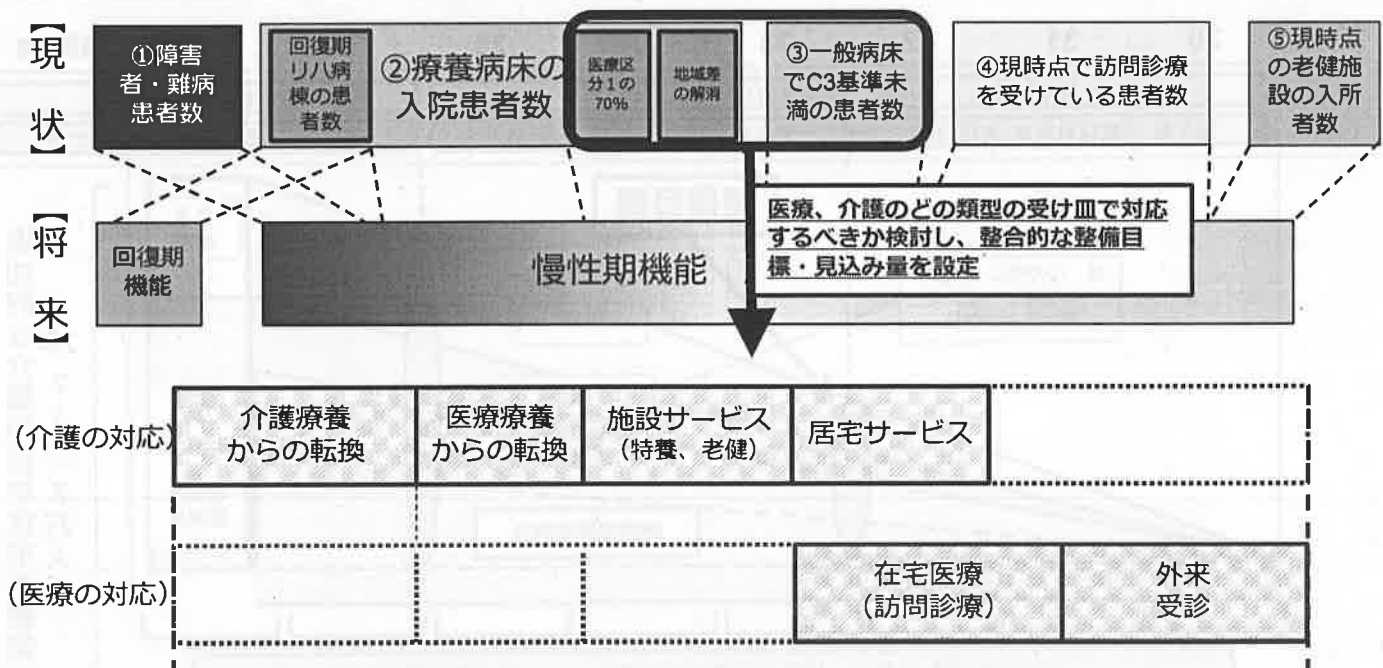 【現状】
①障害
者・難病
患者数
回復期
リハ病
棟の患
者数
②療養病床の
入院患者数
医療区
分1の
70%
地域差
の解消
③一般病床
でC3基準未
満の患者数
④現時点で訪問診療
を受けている患者数
⑤現時点
の老健施
設の入所
者数
【将来】
回復期
機能
慢性期機能
医療、介護のどの類型の受け皿で対応
するべきか検討し、整合的な整備目
標・見込み量を設定
(介護の対応)
介護療養
からの転換
医療療養
からの転換
施設サービス
(特養、老健)
居宅サービス
(医療の対応)
在宅医療
(訪問診療)
外来
受診